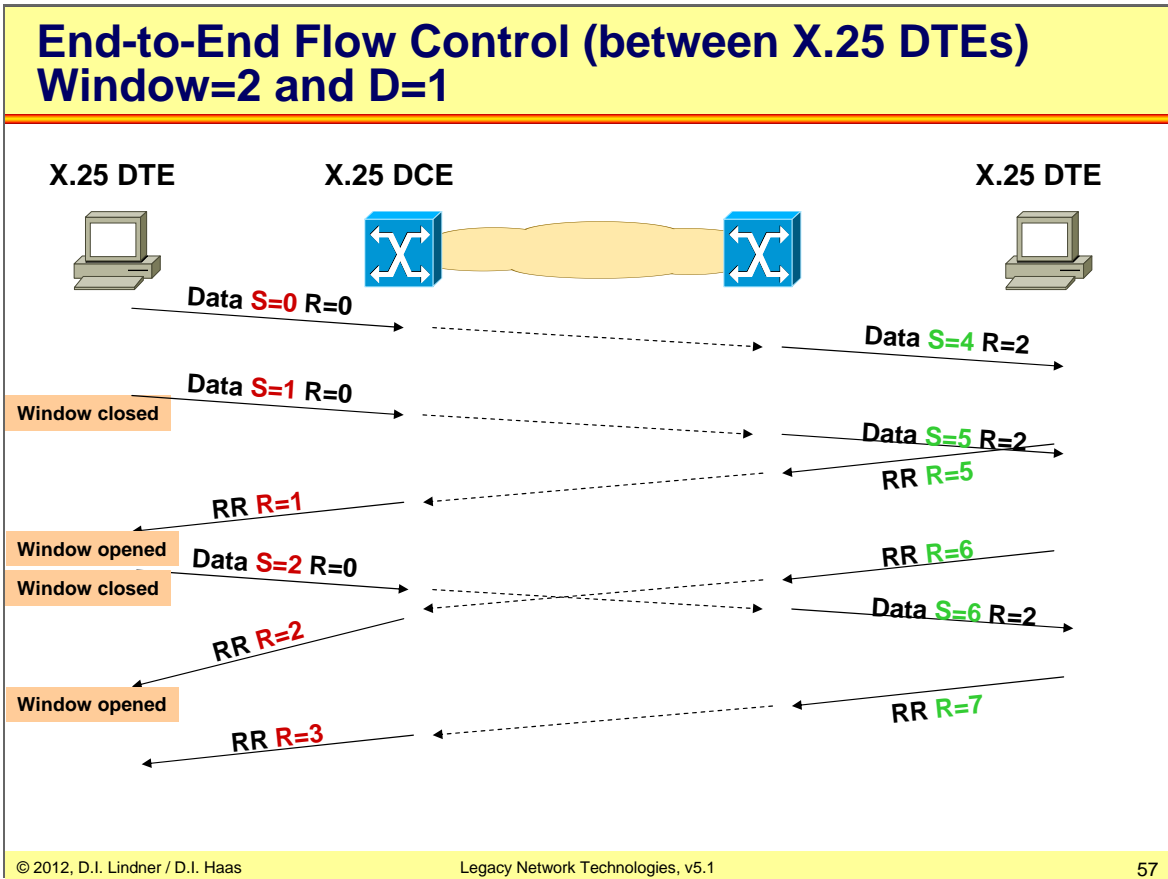 End-to-End Flow Control (between X.25 DTEs)
Window=2 and D=1
X.25 DTE
X.25 DCE
X.25 DTE
Data S=0 R=0
Data S=4 R=2
Data S=1 R=0
Window closed
Data S=5 R=2
RR R=5
RR R=1
Window opened
Data S=2 R=0
RR R=6
Window closed
Data S=6 R=2
RR R=2
Window opened
RR R=7
RR R=3
© 2012, D.I. Lindner / D.I. Haas
Legacy Network Technologies, v5.1
57